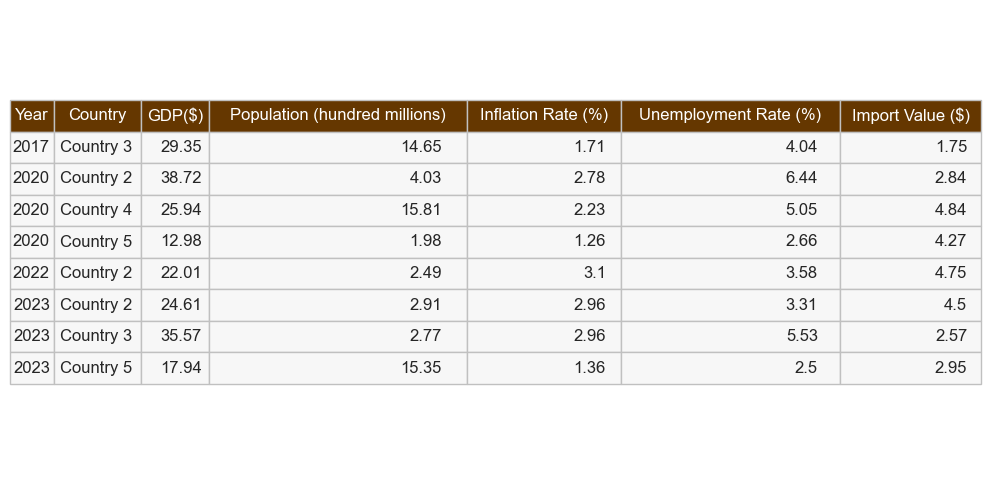 Year Country GDP($) Population (hundred millions) Inflation Rate (%) Unemployment Rate (%) Import Value ($)
2017 Country 3 29.35 14.65 1.71 4.04 1.75
2020 Country 2 38.72 4.03 2.78 6.44 2.84
2020 Country 4 25.94 15.81 2.23 5.05 4.84
2020 Country 5 12.98 1.98 1.26 2.66 4.27
2022 Country 2 22.01 2.49 3.1 3.58 4.75
2023 Country 2 24.61 2.91 2.96 3.31 4.5
2023 Country 3 35.57 2.77 2.96 5.53 2.57
2023 Country 5 17.94 15.35 1.36 2.5 2.95